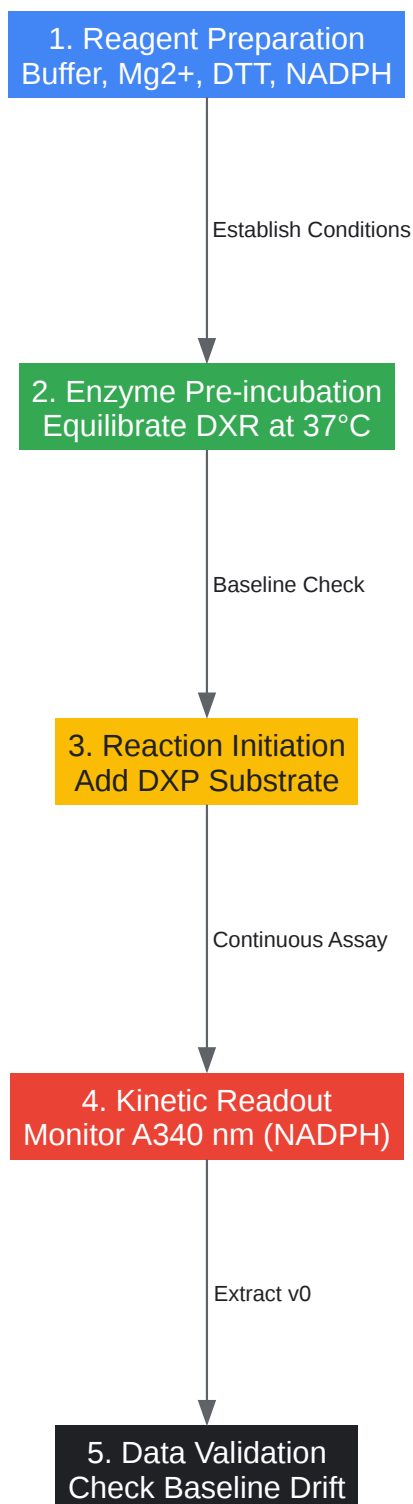 1. Reagent Preparation
Buffer, Mg2+, DTT, NADPH
Establish Conditions
2. Enzyme Pre-incubation
Equilibrate DXR at 37°C
Baseline Check
3. Reaction Initiation
Add DXP Substrate
Continuous Assay
4. Kinetic Readout
Monitor A340 nm (NADPH)
Extract v0
5. Data Validation
Check Baseline Drift